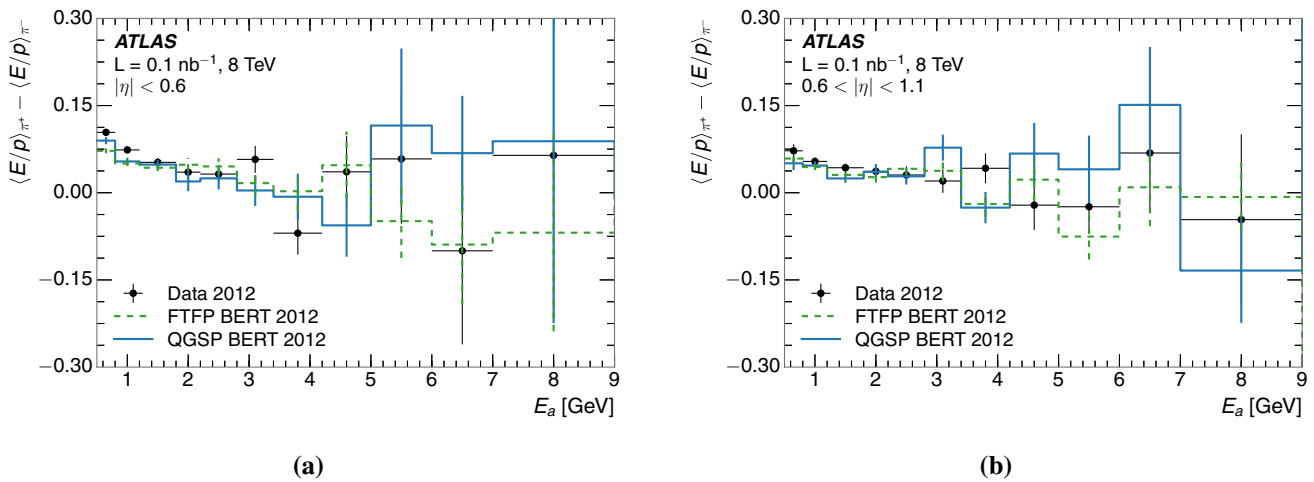 0.30
0.15
0.00
−0.15
−0.30
⟨E/p⟩π+ − ⟨E/p⟩π−
ATLAS
L = 0.1 nb−1, 8 TeV
|η| < 0.6
Data 2012
FTFP BERT 2012
QGSP BERT 2012
1 2 3 4 5 6 7 8 9
Ea [GeV]
(a)
0.30
0.15
0.00
−0.15
−0.30
⟨E/p⟩π+ − ⟨E/p⟩π−
ATLAS
L = 0.1 nb−1, 8 TeV
0.6 < |η| < 1.1
Data 2012
FTFP BERT 2012
QGSP BERT 2012
1 2 3 4 5 6 7 8 9
Ea [GeV]
(b)